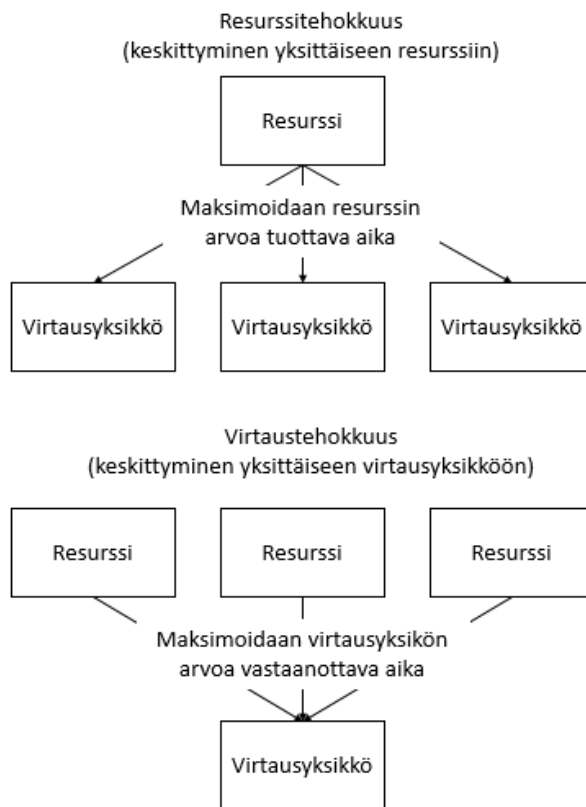 Resurssitehokkuus
(keskittyminen yksittäiseen resurssiin)
Resurssi
Maksimoidaan resurssin
arvoa tuottava aika
Virtausyksikkö
Virtausyksikkö
Virtausyksikkö
Virtaustehokkuus
(keskittyminen yksittäiseen virtausyksikköön)
Resurssi
Resurssi
Resurssi
Maksimoidaan virtausyksikön
arvoa vastaanottava aika
Virtausyksikkö